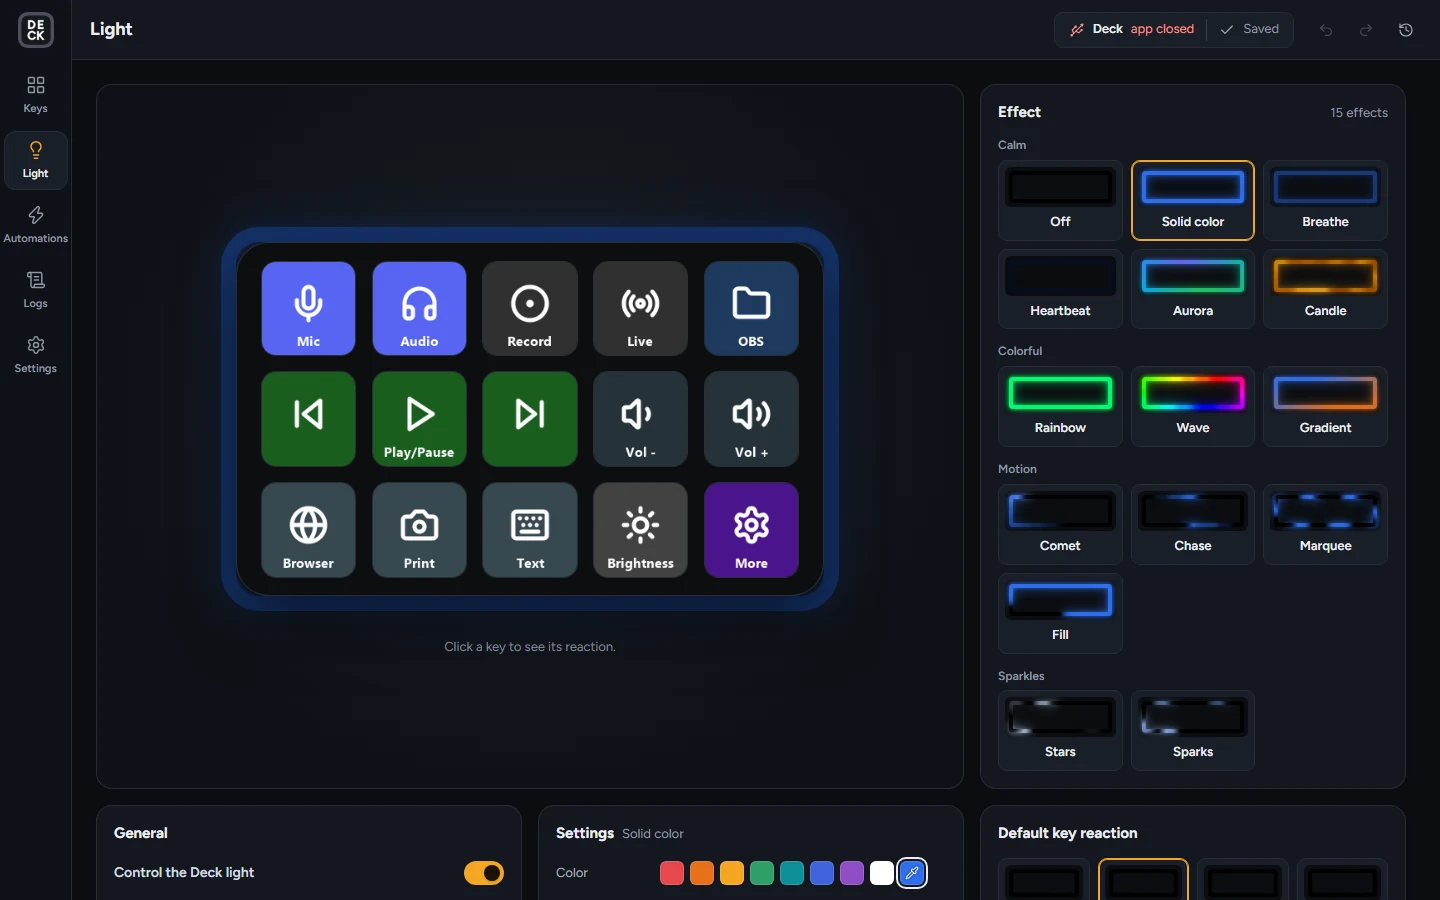 DE
CK
Light
Deck app closed
Saved
Keys
Light
Automations
Logs
Settings
Mic
Audio
Record
Live
OBS
Play/Pause
Vol -
Vol +
Browser
Print
Text
Brightness
More
Click a key to see its reaction.
Effect
15 effects
Calm
Off
Solid color
Breathe
Heartbeat
Aurora
Candle
Colorful
Rainbow
Wave
Gradient
Motion
Comet
Chase
Marquee
Fill
Sparkles
Stars
Sparks
General
Control the Deck light
Settings Solid color
Color
Default key reaction